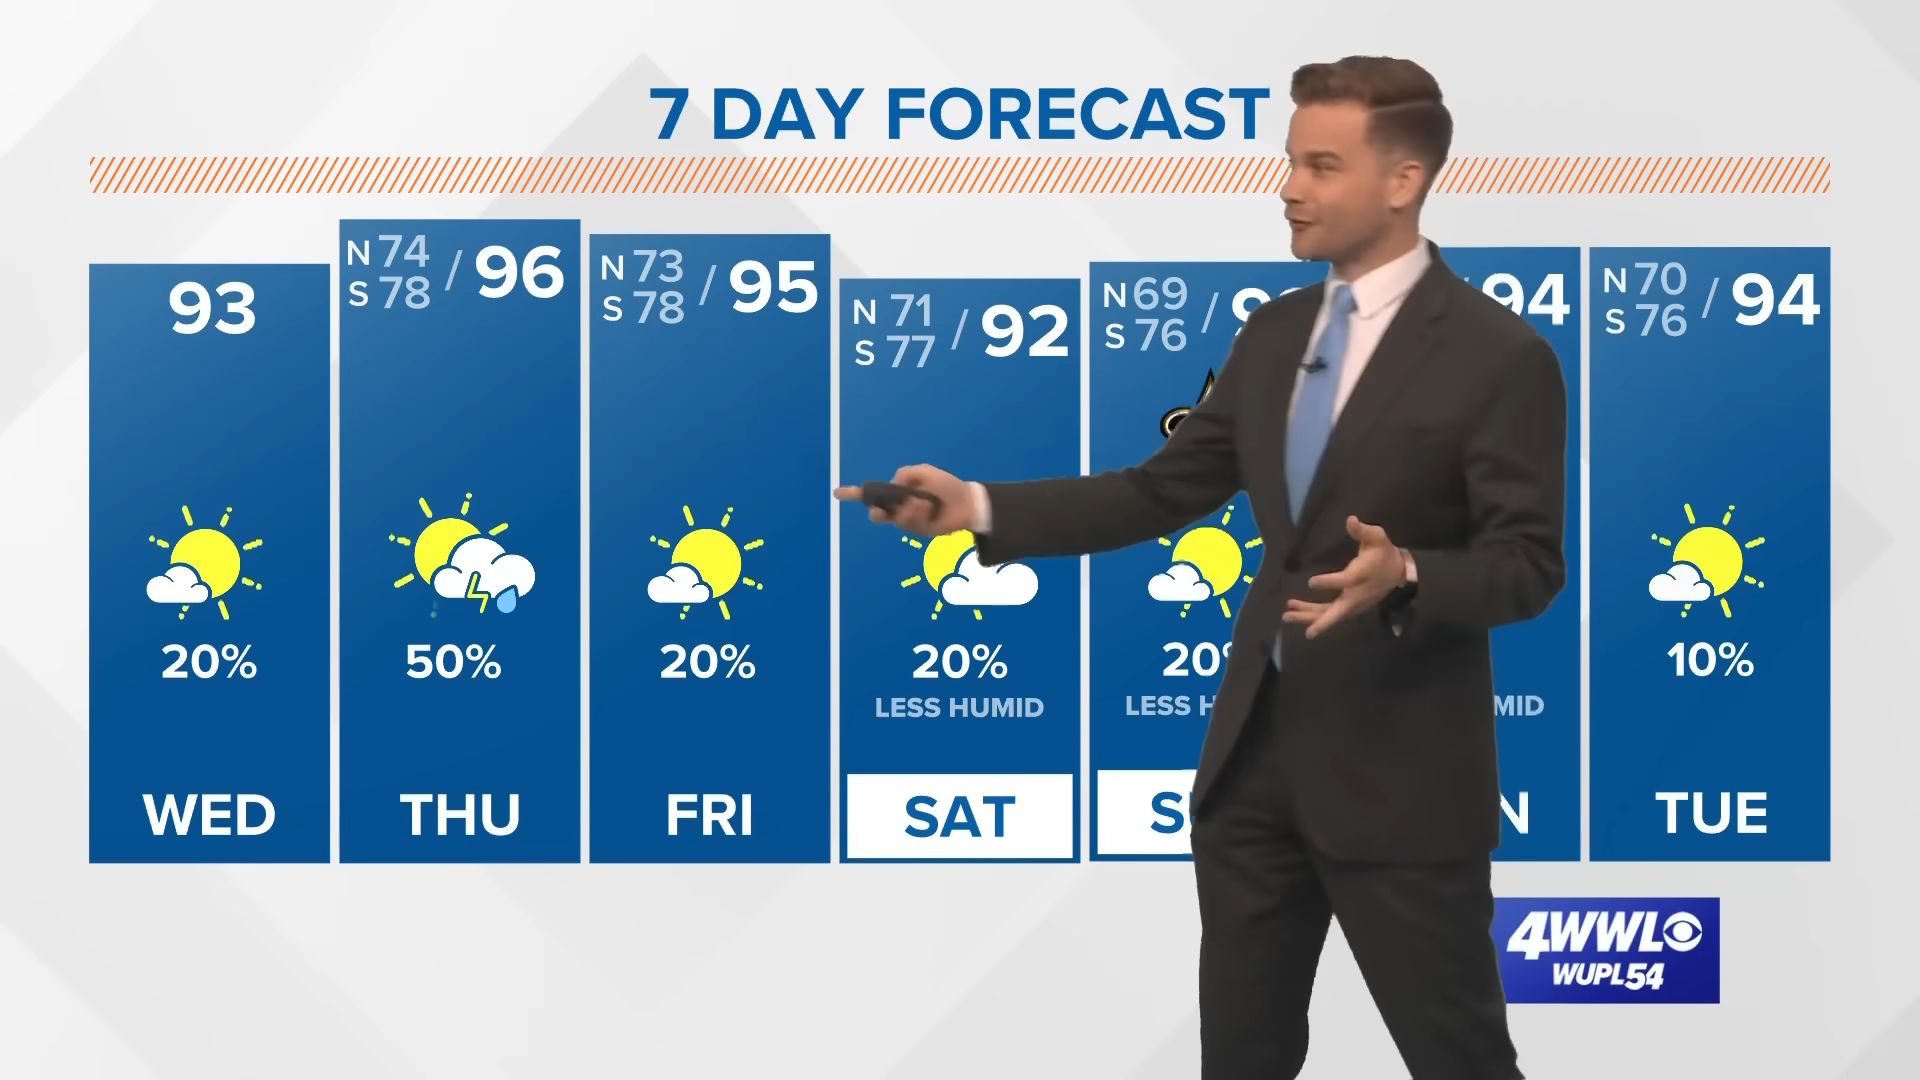 7 DAY FORECAST
93
20%
WED
N 74
S 78
/ 96
50%
THU
N 73
S 78
/ 95
20%
FRI
N 71
S 77
/ 92
20%
LESS HUMID
SAT
N 69
S 76
/
20%
LESS
94
N 70
S 76
/ 94
10%
TUE
4WWL
WUPL54